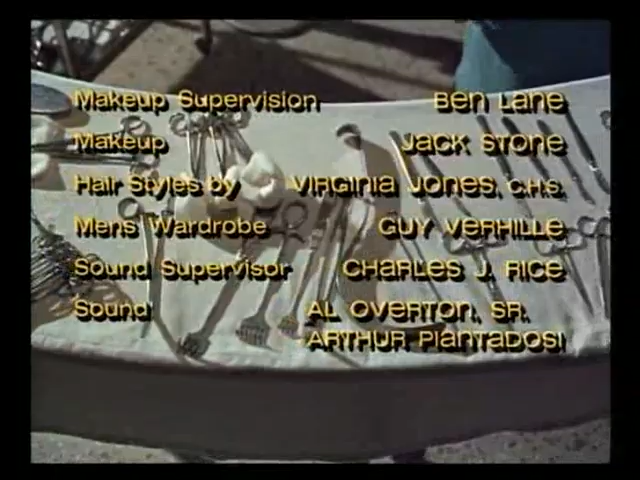 Makeup Supervision BEN LANE
Makeup JACK STONE
Hair Styles by VIRGINIA JONES, C.H.S.
Mens Wardrobe GUY VERHILLE
Sound Supervisor CHARLES J. RICE
Sound AL OVERTON, SR.
ARTHUR PIANTADOSI